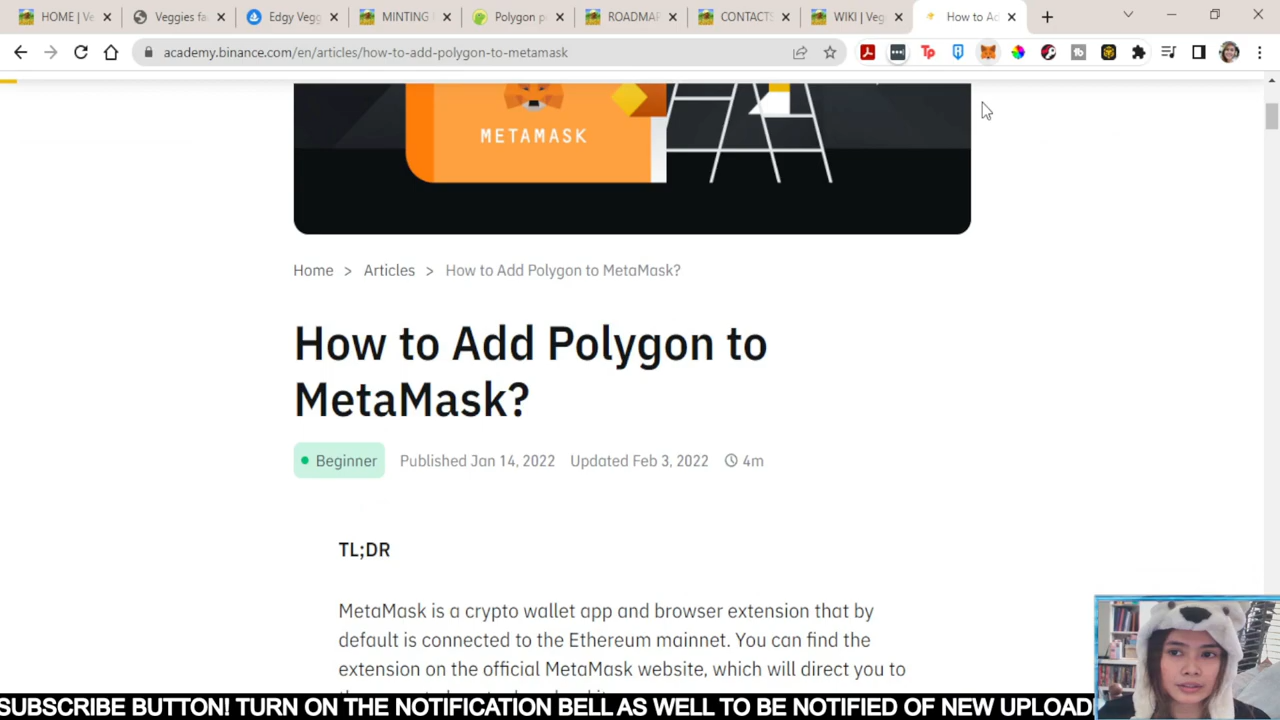 HOME | V
Veggies fa
Edgy Vegg
MINTING
Polygon p
ROADMAP
CONTACTS
WIKI | Veg
How to Ad
academy.binance.com/en/articles/how-to-add-polygon-to-metamask
METAMASK
Home > Articles > How to Add Polygon to MetaMask?
How to Add Polygon to
MetaMask?
Beginner Published Jan 14, 2022 Updated Feb 3, 2022 4m
TL;DR
MetaMask is a crypto wallet app and browser extension that by
default is connected to the Ethereum mainnet. You can find the
extension on the official MetaMask website, which will direct you to
SUBSCRIBE BUTTON! TURN ON THE NOTIFICATION BELL AS WELL TO BE NOTIFIED OF NEW UPLOAD